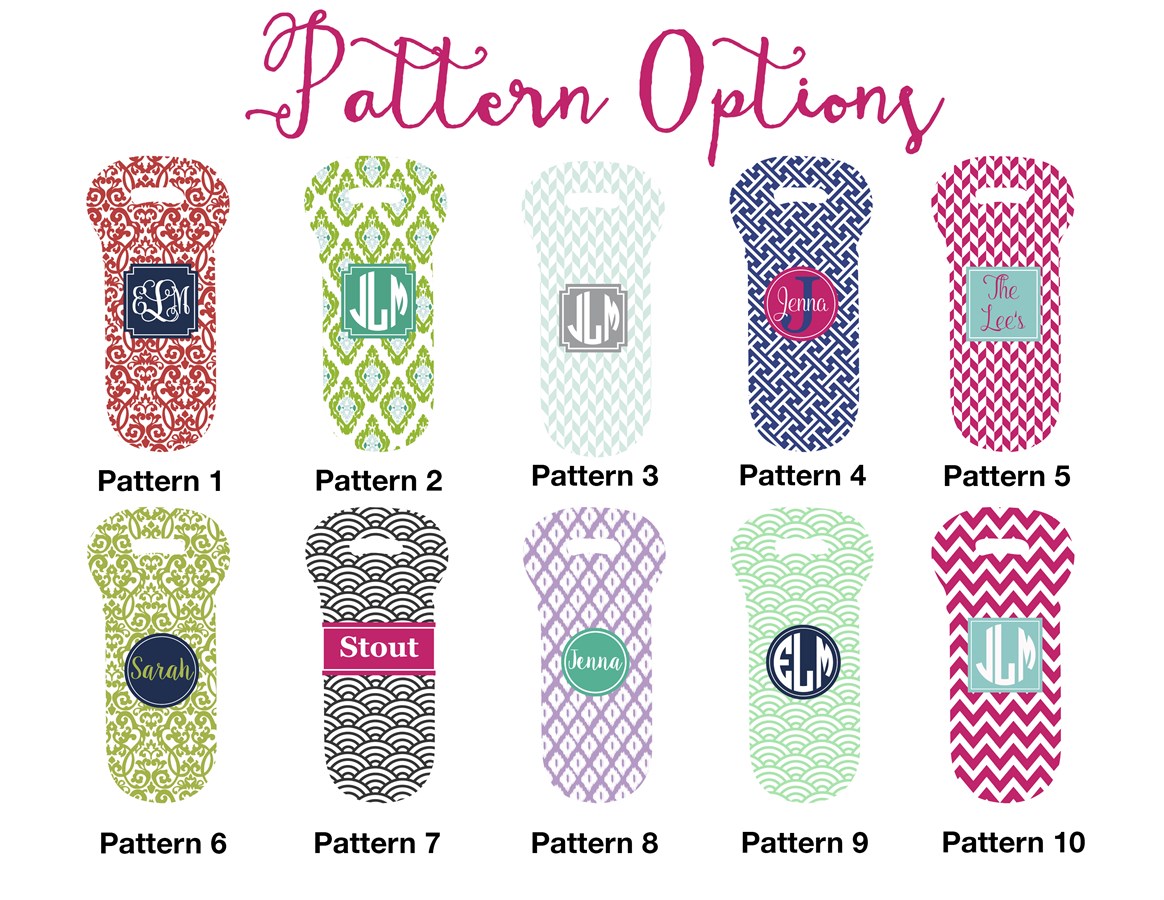 Pattern Options
ELM
JLM
JLM
J
Jenna
The
Lee's
Pattern 1
Pattern 2
Pattern 3
Pattern 4
Pattern 5
Sarah
Stout
Jenna
ELM
JLM
Pattern 6
Pattern 7
Pattern 8
Pattern 9
Pattern 10